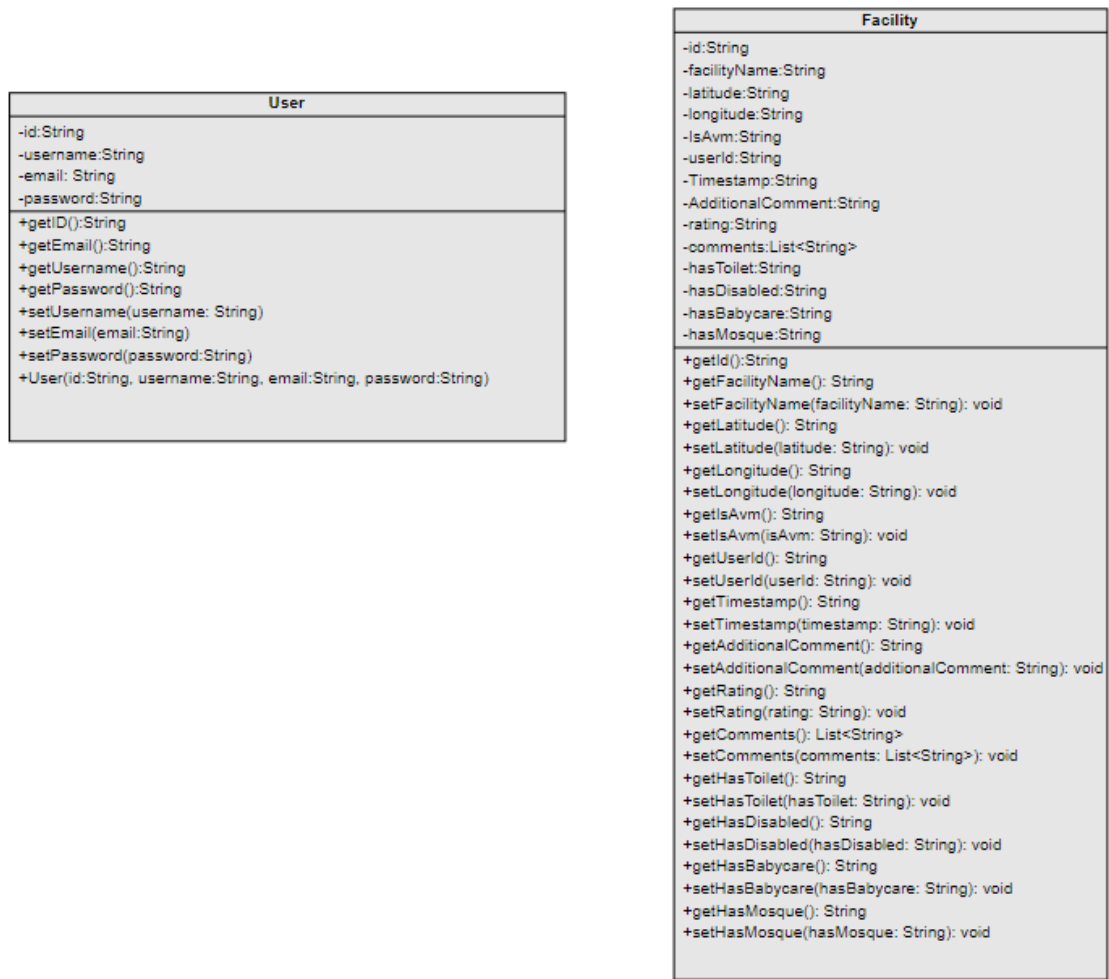 User
-id:String
-username:String
-email: String
-password:String
+getID():String
+getEmail():String
+getUsername():String
+getPassword():String
+setUsername(username: String)
+setEmail(email:String)
+setPassword(password:String)
+User(id:String, username:String, email:String, password:String)
Facility
-id:String
-facilityName:String
-latitude:String
-longitude:String
-IsAvm:String
-userId:String
-Timestamp:String
-AdditionalComment:String
-rating:String
-comments:List<String>
-hasToilet:String
-hasDisabled:String
-hasBabycare:String
-hasMosque:String
+getId():String
+getFacilityName(): String
+setFacilityName(facilityName: String): void
+getLatitude(): String
+setLatitude(latitude: String): void
+getLongitude(): String
+setLongitude(longitude: String): void
+getIsAvm(): String
+setIsAvm(isAvm: String): void
+getUserId(): String
+setUserId(userId: String): void
+getTimestamp(): String
+setTimestamp(timestamp: String): void
+getAdditionalComment(): String
+setAdditionalComment(additionalComment: String): void
+getRating(): String
+setRating(rating: String): void
+getComments(): List<String>
+setComments(comments: List<String>): void
+getHasToilet(): String
+setHasToilet(hasToilet: String): void
+getHasDisabled(): String
+setHasDisabled(hasDisabled: String): void
+getHasBabycare(): String
+setHasBabycare(hasBabycare: String): void
+getHasMosque(): String
+setHasMosque(hasMosque: String): void